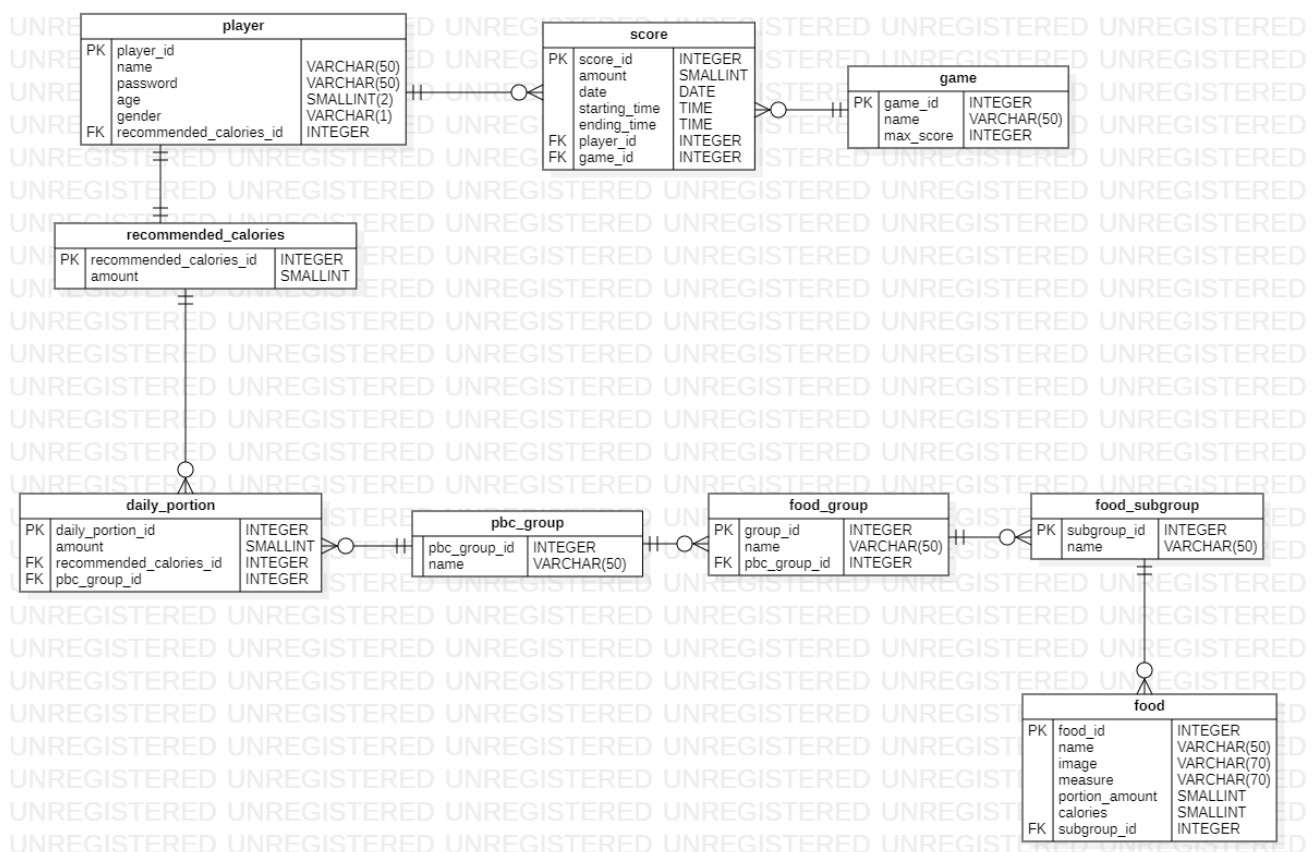 player
PK player_id
name VARCHAR(50)
password VARCHAR(50)
age SMALLINT(2)
gender VARCHAR(1)
FK recommended_calories_id INTEGER
score
PK score_id INTEGER
amount SMALLINT
date DATE
starting_time TIME
ending_time TIME
FK player_id INTEGER
FK game_id INTEGER
game
PK game_id INTEGER
name VARCHAR(50)
max_score INTEGER
recommended_calories
PK recommended_calories_id INTEGER
amount SMALLINT
daily_portion
PK daily_portion_id INTEGER
amount SMALLINT
FK recommended_calories_id INTEGER
FK pbc_group_id INTEGER
pbc_group
pbc_group_id INTEGER
name VARCHAR(50)
food_group
PK group_id INTEGER
name VARCHAR(50)
FK pbc_group_id INTEGER
food_subgroup
PK subgroup_id INTEGER
name VARCHAR(50)
food
PK food_id INTEGER
name VARCHAR(50)
image VARCHAR(70)
measure VARCHAR(70)
portion_amount SMALLINT
calories SMALLINT
FK subgroup_id INTEGER
UNREGISTERED UNREGISTERED UNREGISTERED UNREGISTERED UNREGISTERED UNREGISTERED